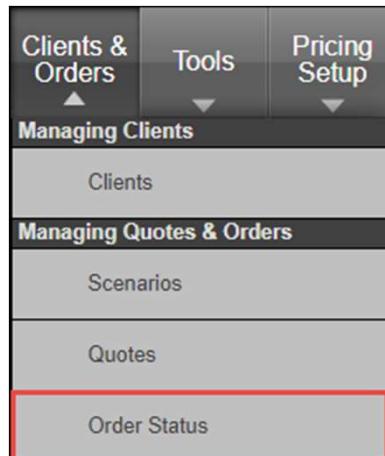 Clients &
Orders
Tools
Pricing
Setup
Managing Clients
Clients
Managing Quotes & Orders
Scenarios
Quotes
Order Status